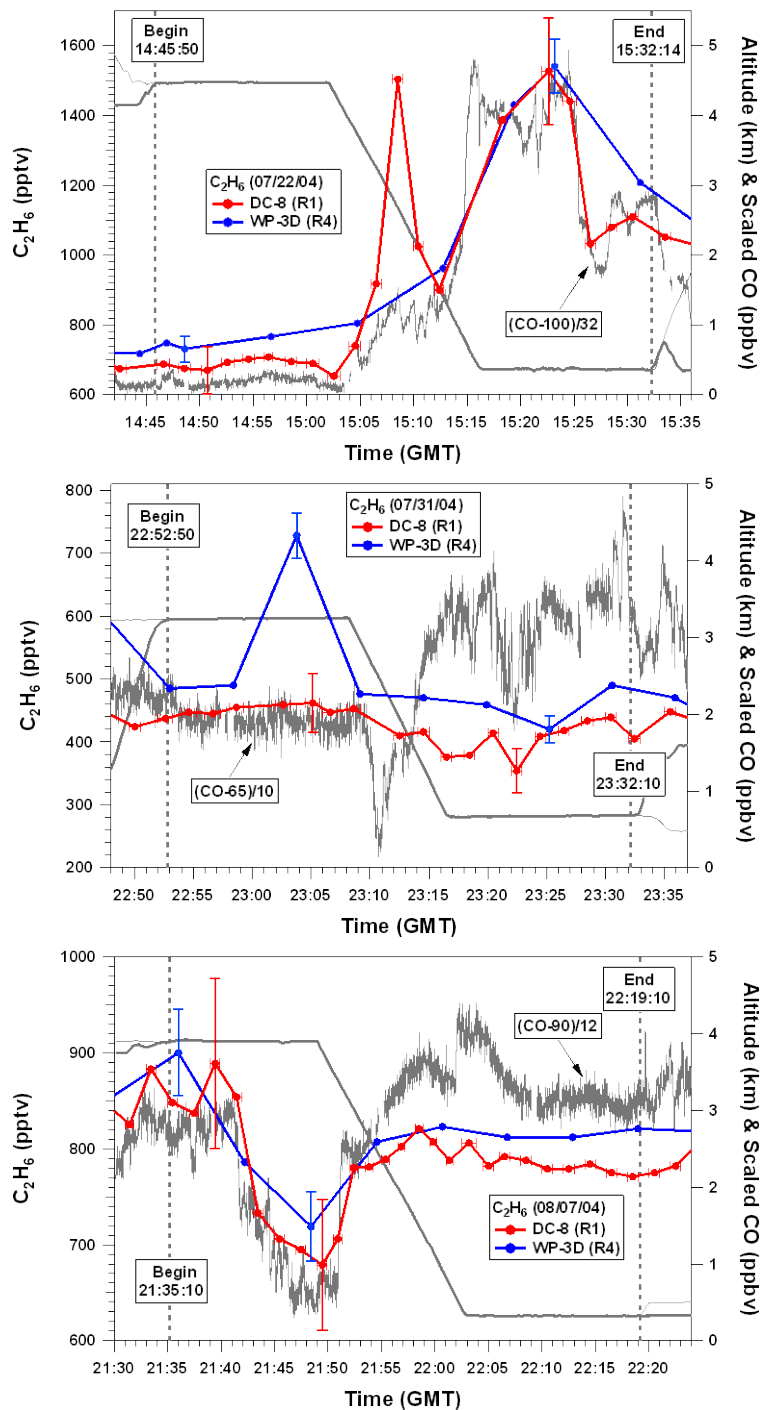 1600
1500
1400
1300
1200
1100
1000
900
800
700
600
C2H6 (pptv)
Begin
14:45:50
End
15:32:14
C2H6 (07/22/04)
DC-8 (R1)
WP-3D (R4)
(CO-100)/32
5
4
3
2
1
0
Altitude (km) & Scaled CO (ppbv)
14:45 14:50 14:55 15:00 15:05 15:10 15:15 15:20 15:25 15:30 15:35
Time (GMT)
800
700
600
500
400
300
200
C2H6 (pptv)
Begin
22:52:50
C2H6 (07/31/04)
DC-8 (R1)
WP-3D (R4)
(CO-65)/10
End
23:32:10
5
4
3
2
1
0
Altitude (km) & Scaled CO (ppbv)
22:50 22:55 23:00 23:05 23:10 23:15 23:20 23:25 23:30 23:35
Time (GMT)
1000
900
800
700
600
C2H6 (pptv)
End
22:19:10
(CO-90)/12
C2H6 (08/07/04)
DC-8 (R1)
WP-3D (R4)
Begin
21:35:10
5
4
3
2
1
0
Altitude (km) & Scaled CO (ppbv)
21:30 21:35 21:40 21:45 21:50 21:55 22:00 22:05 22:10 22:15 22:20
Time (GMT)